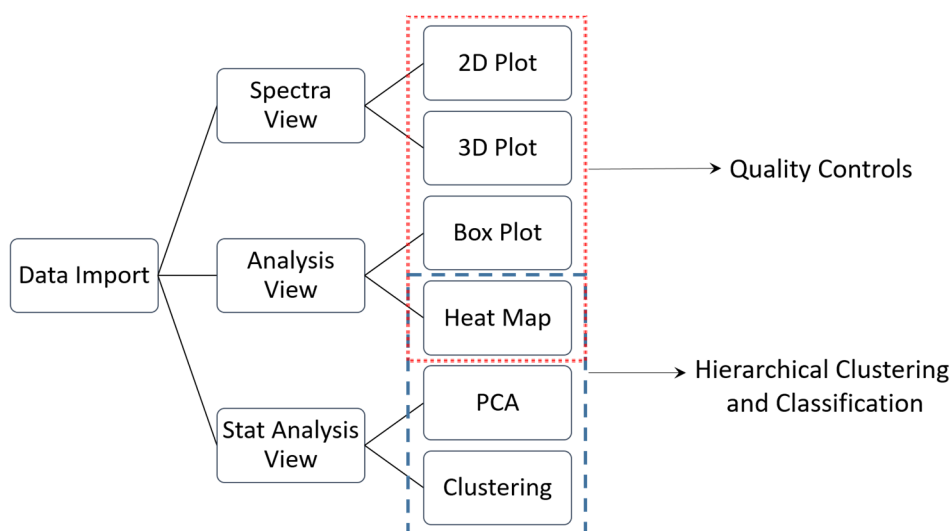 Data Import
Spectra
View
Analysis
View
Stat Analysis
View
2D Plot
3D Plot
Box Plot
Heat Map
PCA
Clustering
Quality Controls
Hierarchical Clustering
and Classification